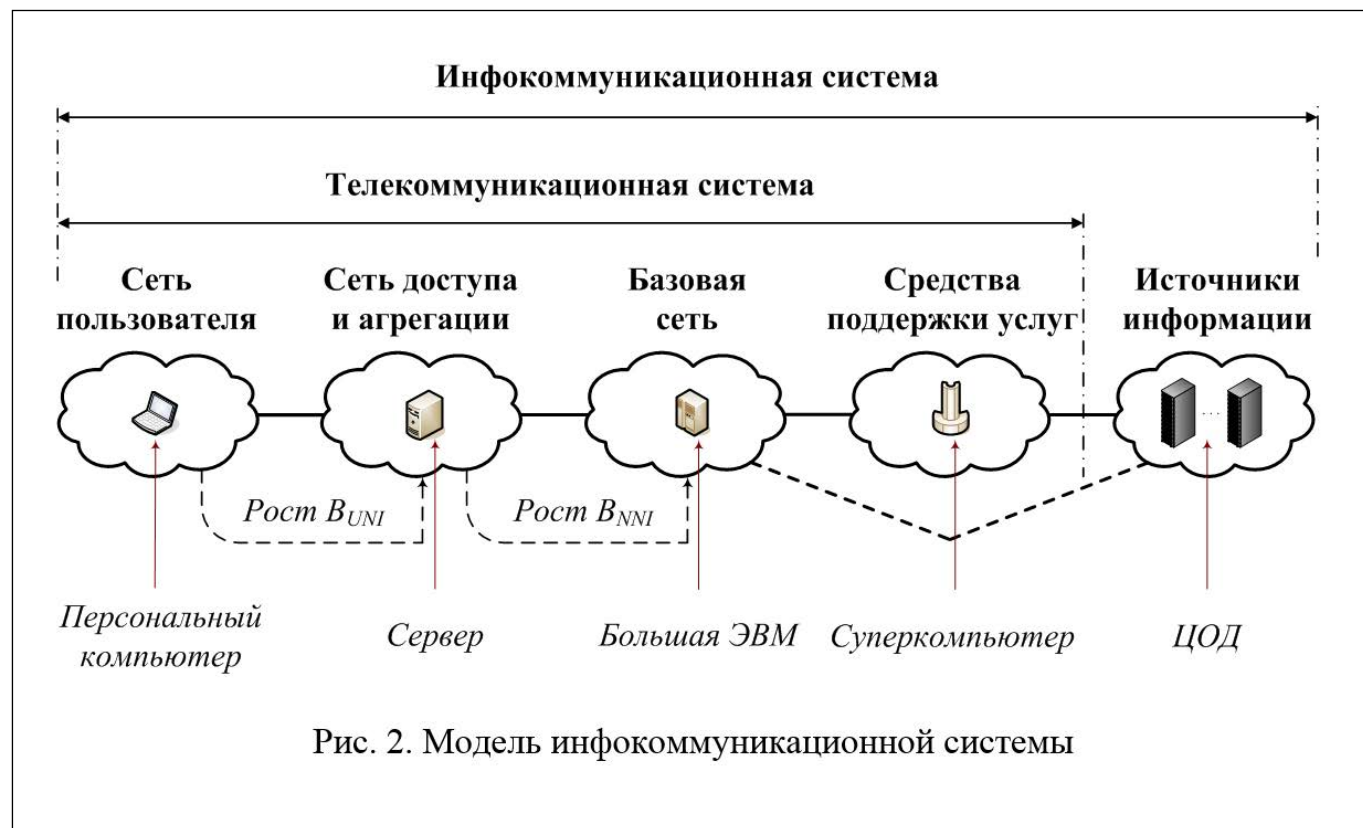 Инфокоммуникационная система
Телекоммуникационная система
Сеть
пользователя
Сеть доступа
и агрегации
Базовая
сеть
Средства
поддержки услуг
Источники
информации
Рост B_UNI
Рост B_NNI
Персональный
компьютер
Сервер
Большая ЭВМ
Суперкомпьютер
ЦОД
Рис. 2. Модель инфокоммуникационной системы